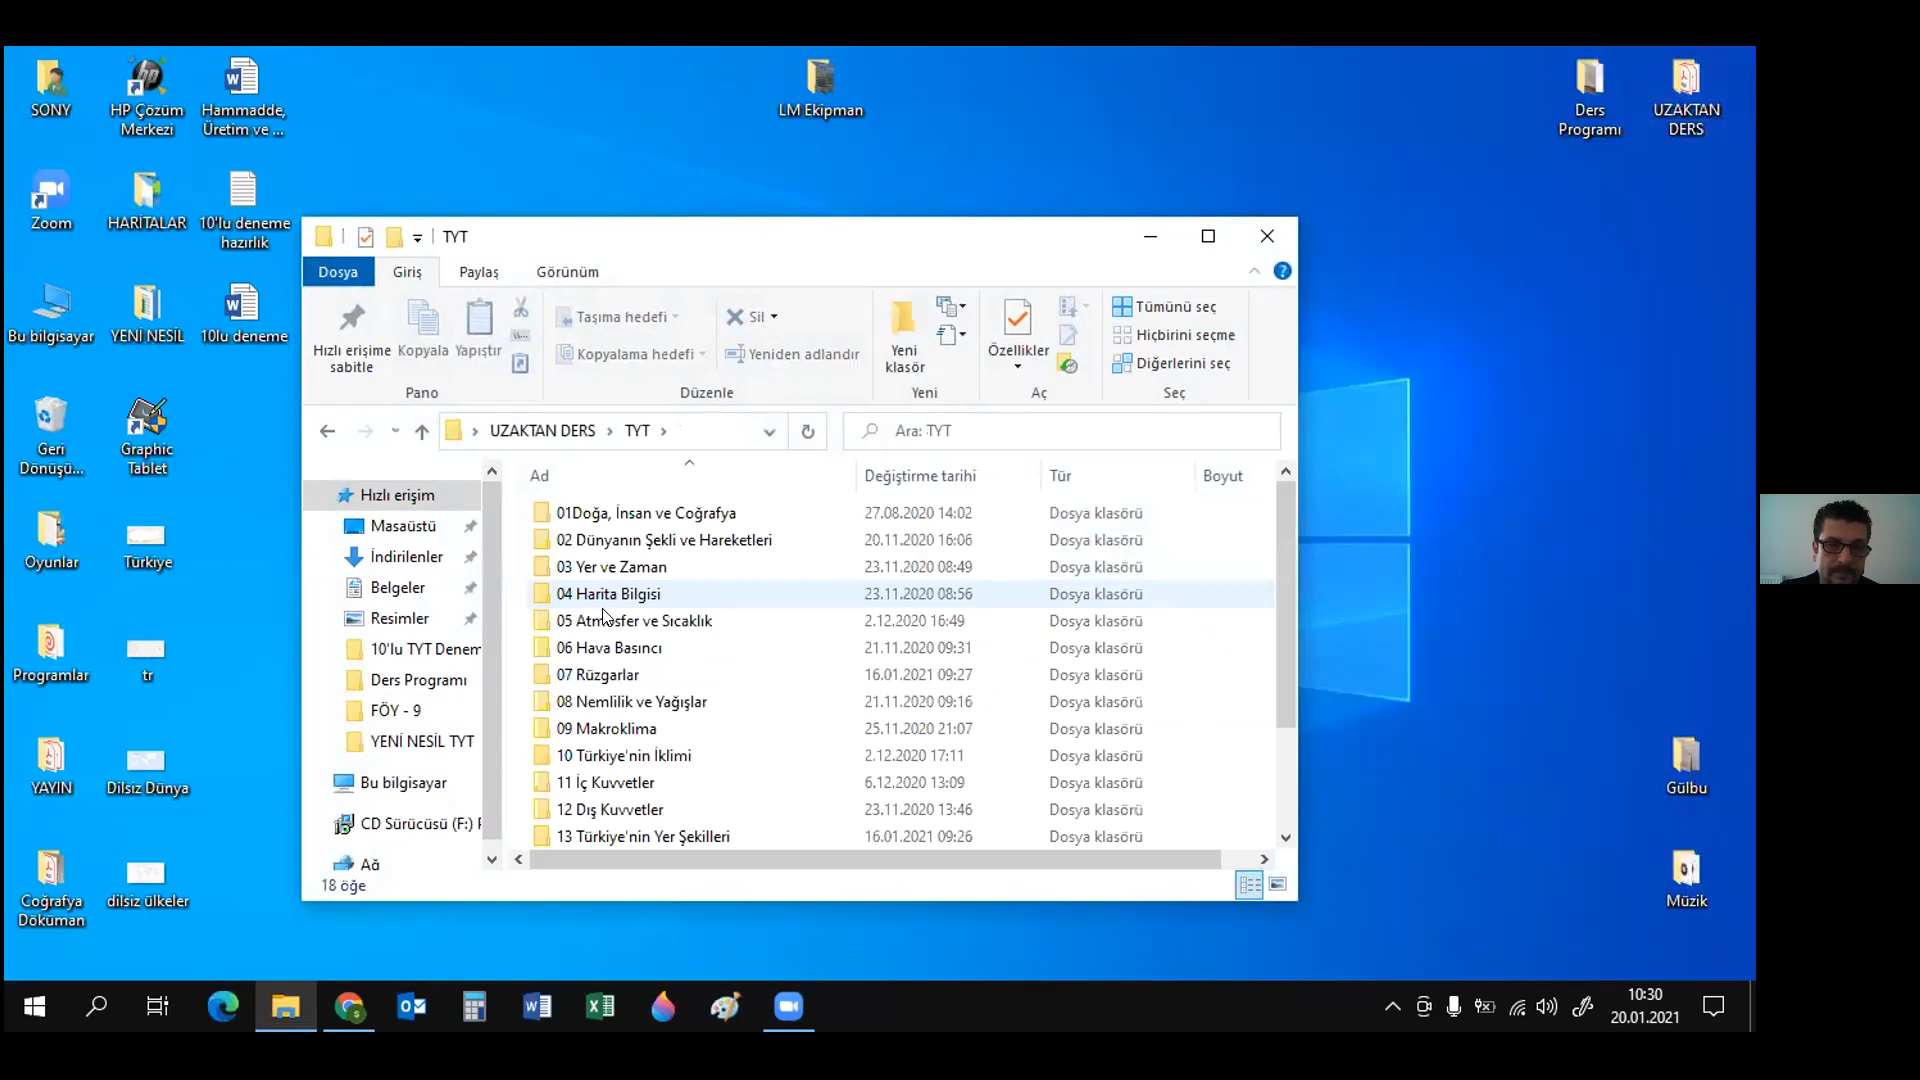 SONY
HP Çözüm
Merkezi
Hammadde,
Üretim ve ...
LM Ekipman
Ders
Programı
UZAKTAN
DERS
Zoom
HARİTALAR
10'lu deneme
hazırlık
Bu bilgisayar
YENİ NESİL
10lu deneme
Geri
Dönüşü...
Graphic
Tablet
Oyunlar
Türkiye
Programlar
tr
YAYIN
Dilsiz Dünya
Coğrafya
Döküman
dilsiz ülkeler
Gülbu
Müzik
TYT
Dosya
Giriş
Paylaş
Görünüm
Hızlı erişime
sabitle
Kopyala
Yapıştır
Pano
Taşıma hedefi
Kopyalama hedefi
Sil
Yeniden adlandır
Düzenle
Yeni
klasör
Yeni
Özellikler
Aç
Tümünü seç
Hiçbirini seçme
Diğerlerini seç
Seç
UZAKTAN DERS › TYT ›
Ara: TYT
Hızlı erişim
Masaüstü
İndirilenler
Belgeler
Resimler
10'lu TYT Denem
Ders Programı
FÖY - 9
YENİ NESİL TYT
Bu bilgisayar
CD Sürücüsü (F:)
Ağ
Ad Değiştirme tarihi Tür Boyut
01Doğa, İnsan ve Coğrafya 27.08.2020 14:02 Dosya klasörü
02 Dünyanın Şekli ve Hareketleri 20.11.2020 16:06 Dosya klasörü
03 Yer ve Zaman 23.11.2020 08:49 Dosya klasörü
04 Harita Bilgisi 23.11.2020 08:56 Dosya klasörü
05 Atmosfer ve Sıcaklık 2.12.2020 16:49 Dosya klasörü
06 Hava Basıncı 21.11.2020 09:31 Dosya klasörü
07 Rüzgarlar 16.01.2021 09:27 Dosya klasörü
08 Nemlilik ve Yağışlar 21.11.2020 09:16 Dosya klasörü
09 Makroklima 25.11.2020 21:07 Dosya klasörü
10 Türkiye'nin İklimi 2.12.2020 17:11 Dosya klasörü
11 İç Kuvvetler 6.12.2020 13:09 Dosya klasörü
12 Dış Kuvvetler 23.11.2020 13:46 Dosya klasörü
13 Türkiye'nin Yer Şekilleri 16.01.2021 09:26 Dosya klasörü
18 öğe
10:30
20.01.2021